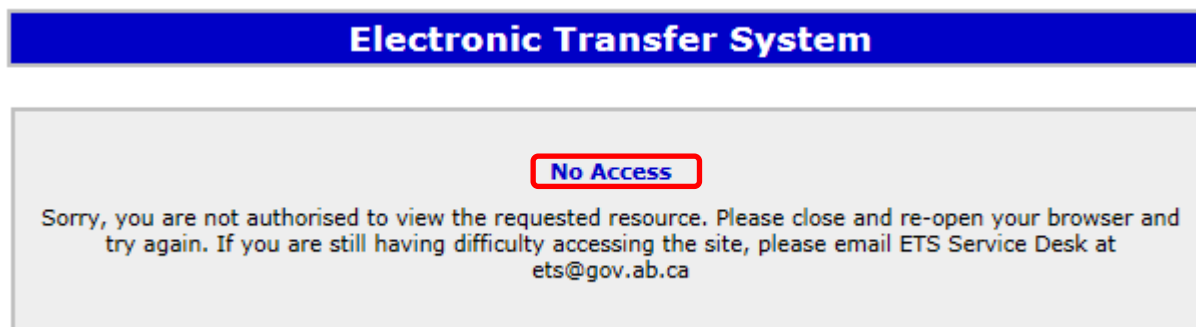 Electronic Transfer System
No Access
Sorry, you are not authorised to view the requested resource. Please close and re-open your browser and
try again. If you are still having difficulty accessing the site, please email ETS Service Desk at
ets@gov.ab.ca